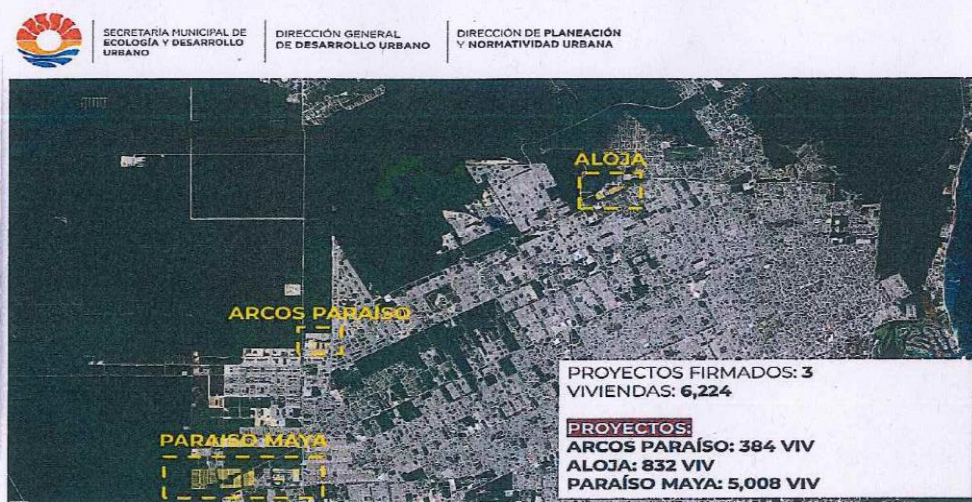 SECRETARÍA MUNICIPAL DE
ECOLOGÍA Y DESARROLLO
URBANO
DIRECCIÓN GENERAL
DE DESARROLLO URBANO
DIRECCIÓN DE PLANEACIÓN
Y NORMATIVIDAD URBANA
ALOJA
ARCOS PARAÍSO
PARAISO MAYA
PROYECTOS FIRMADOS: 3
VIVIENDAS: 6,224
PROYECTOS:
ARCOS PARAÍSO: 384 VIV
ALOJA: 832 VIV
PARAÍSO MAYA: 5,008 VIV